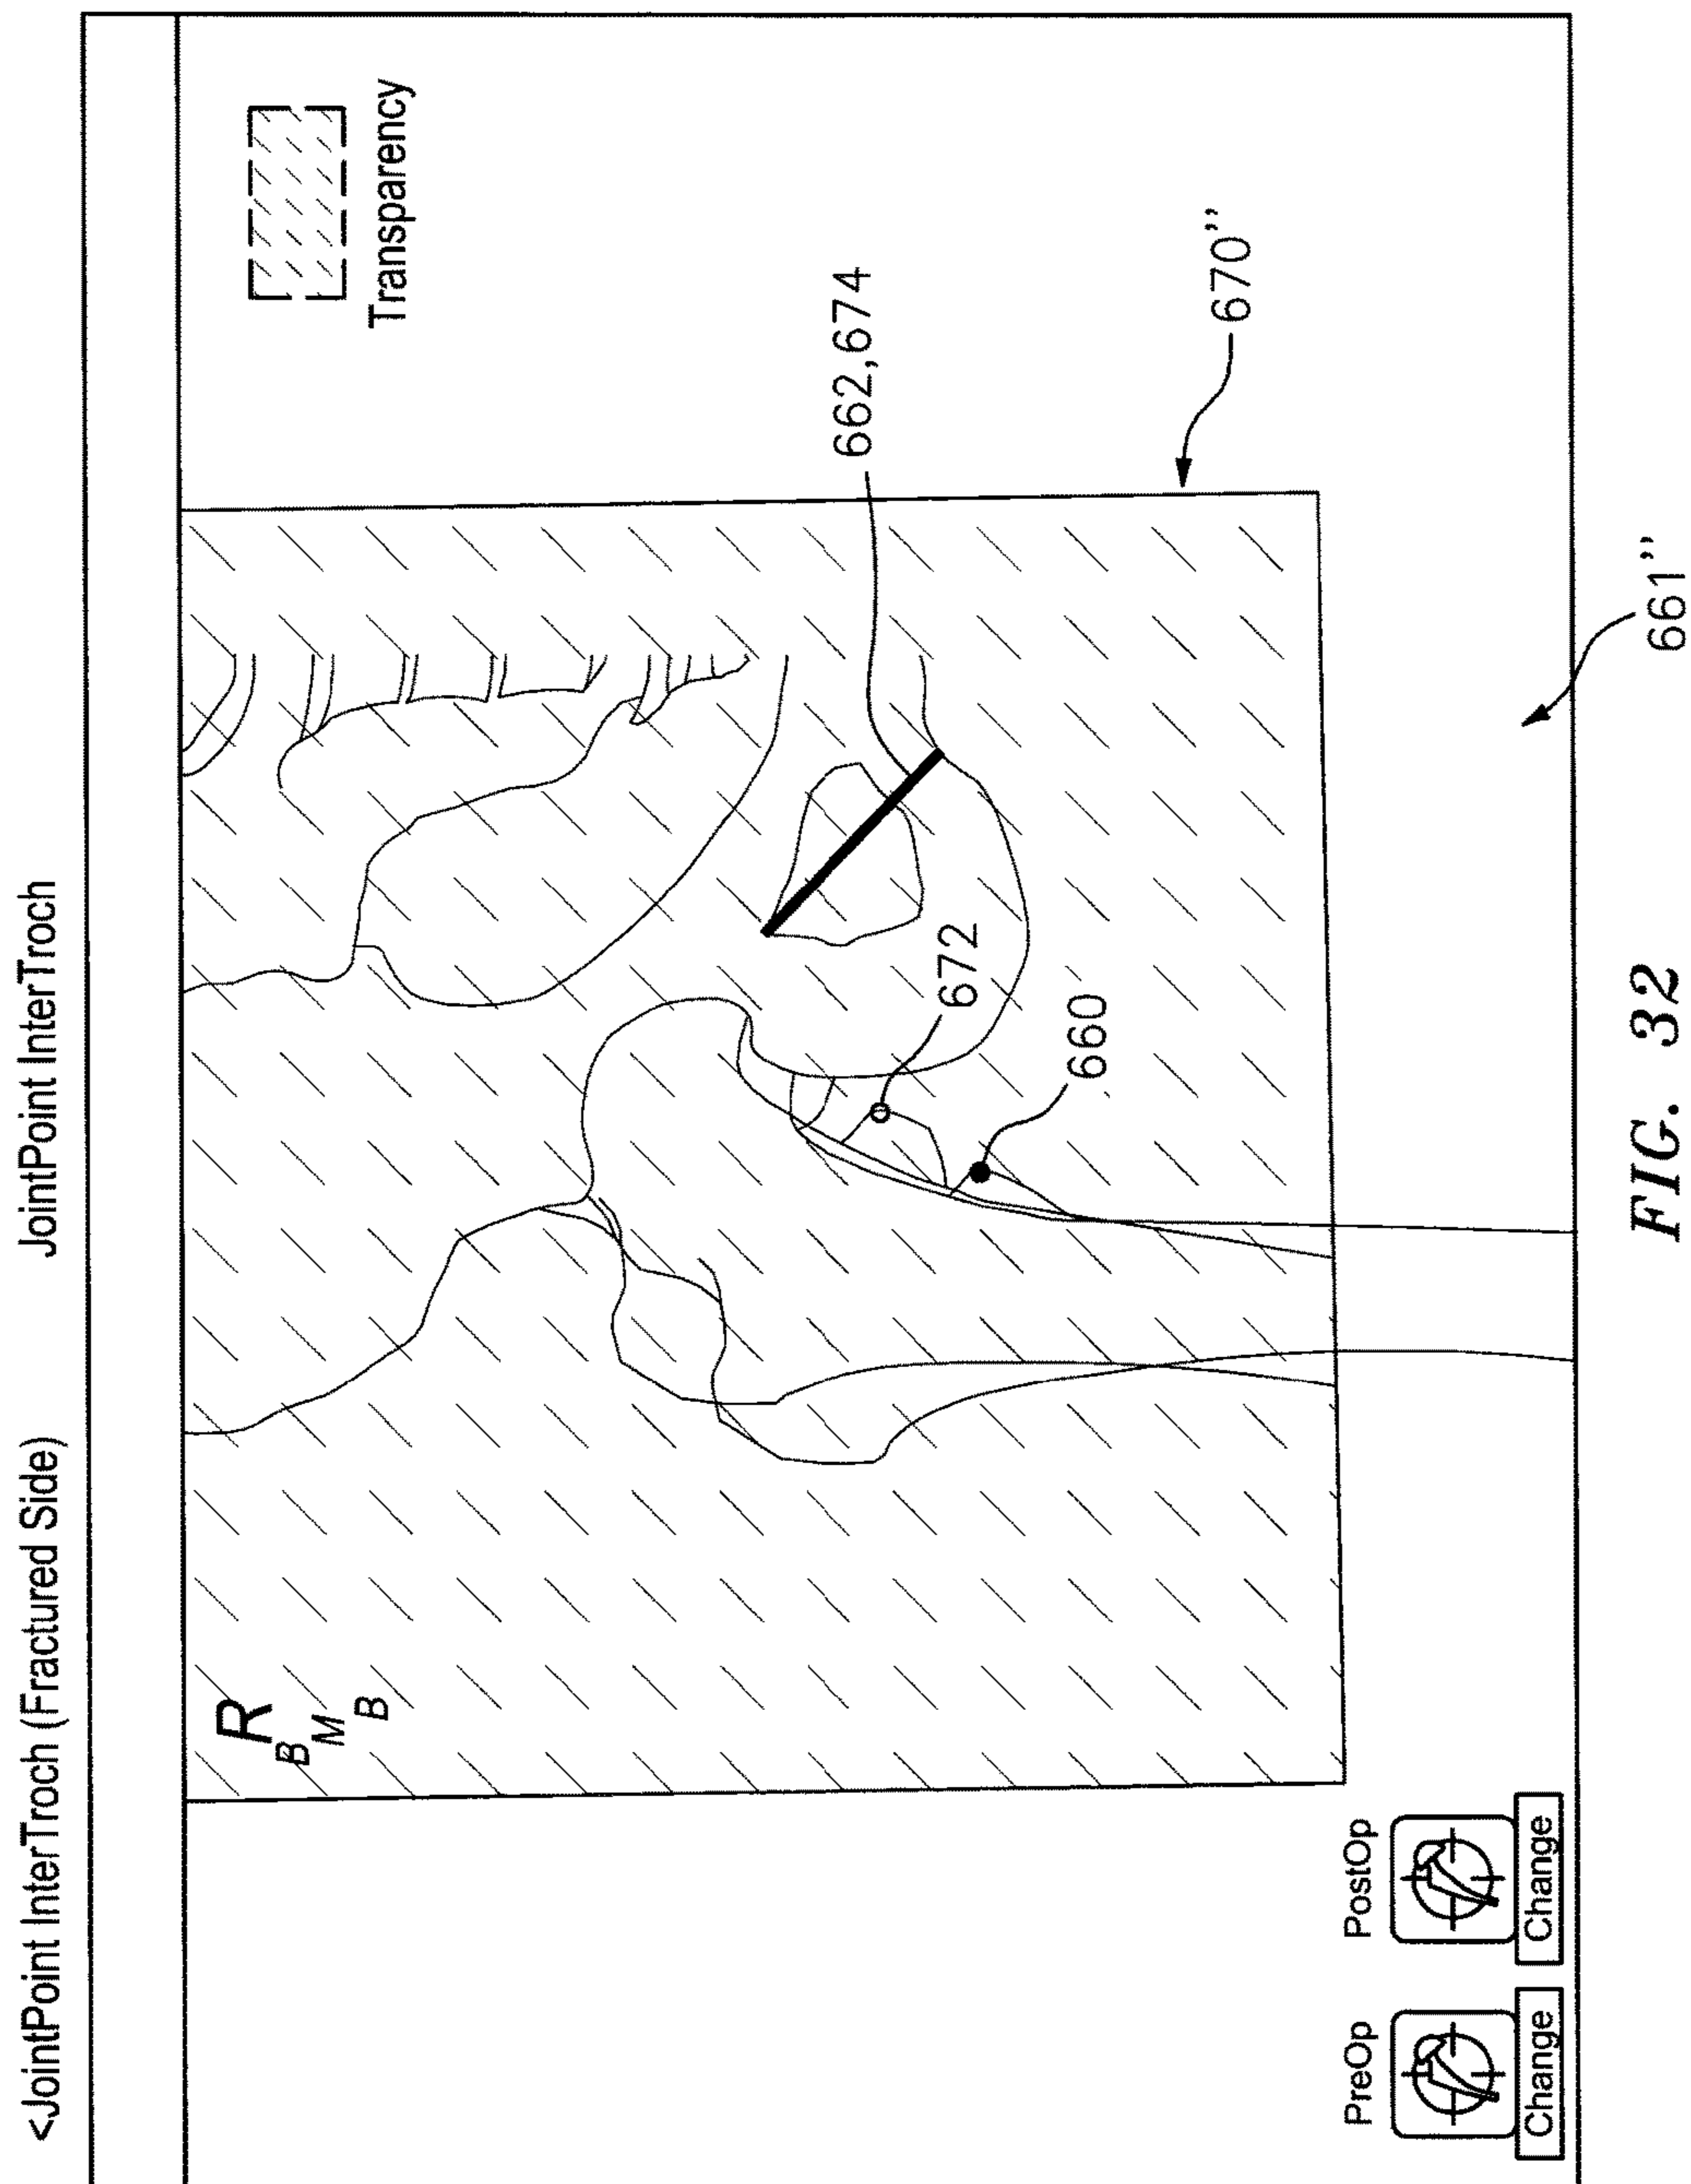 <JointPoint InterTroch (Fractured Side)
JointPoint InterTroch
R
B
M
B
Transparency
662,674
672
660
670’’
661’’
PreOp
PostOp
Change
Change
FIG. 32